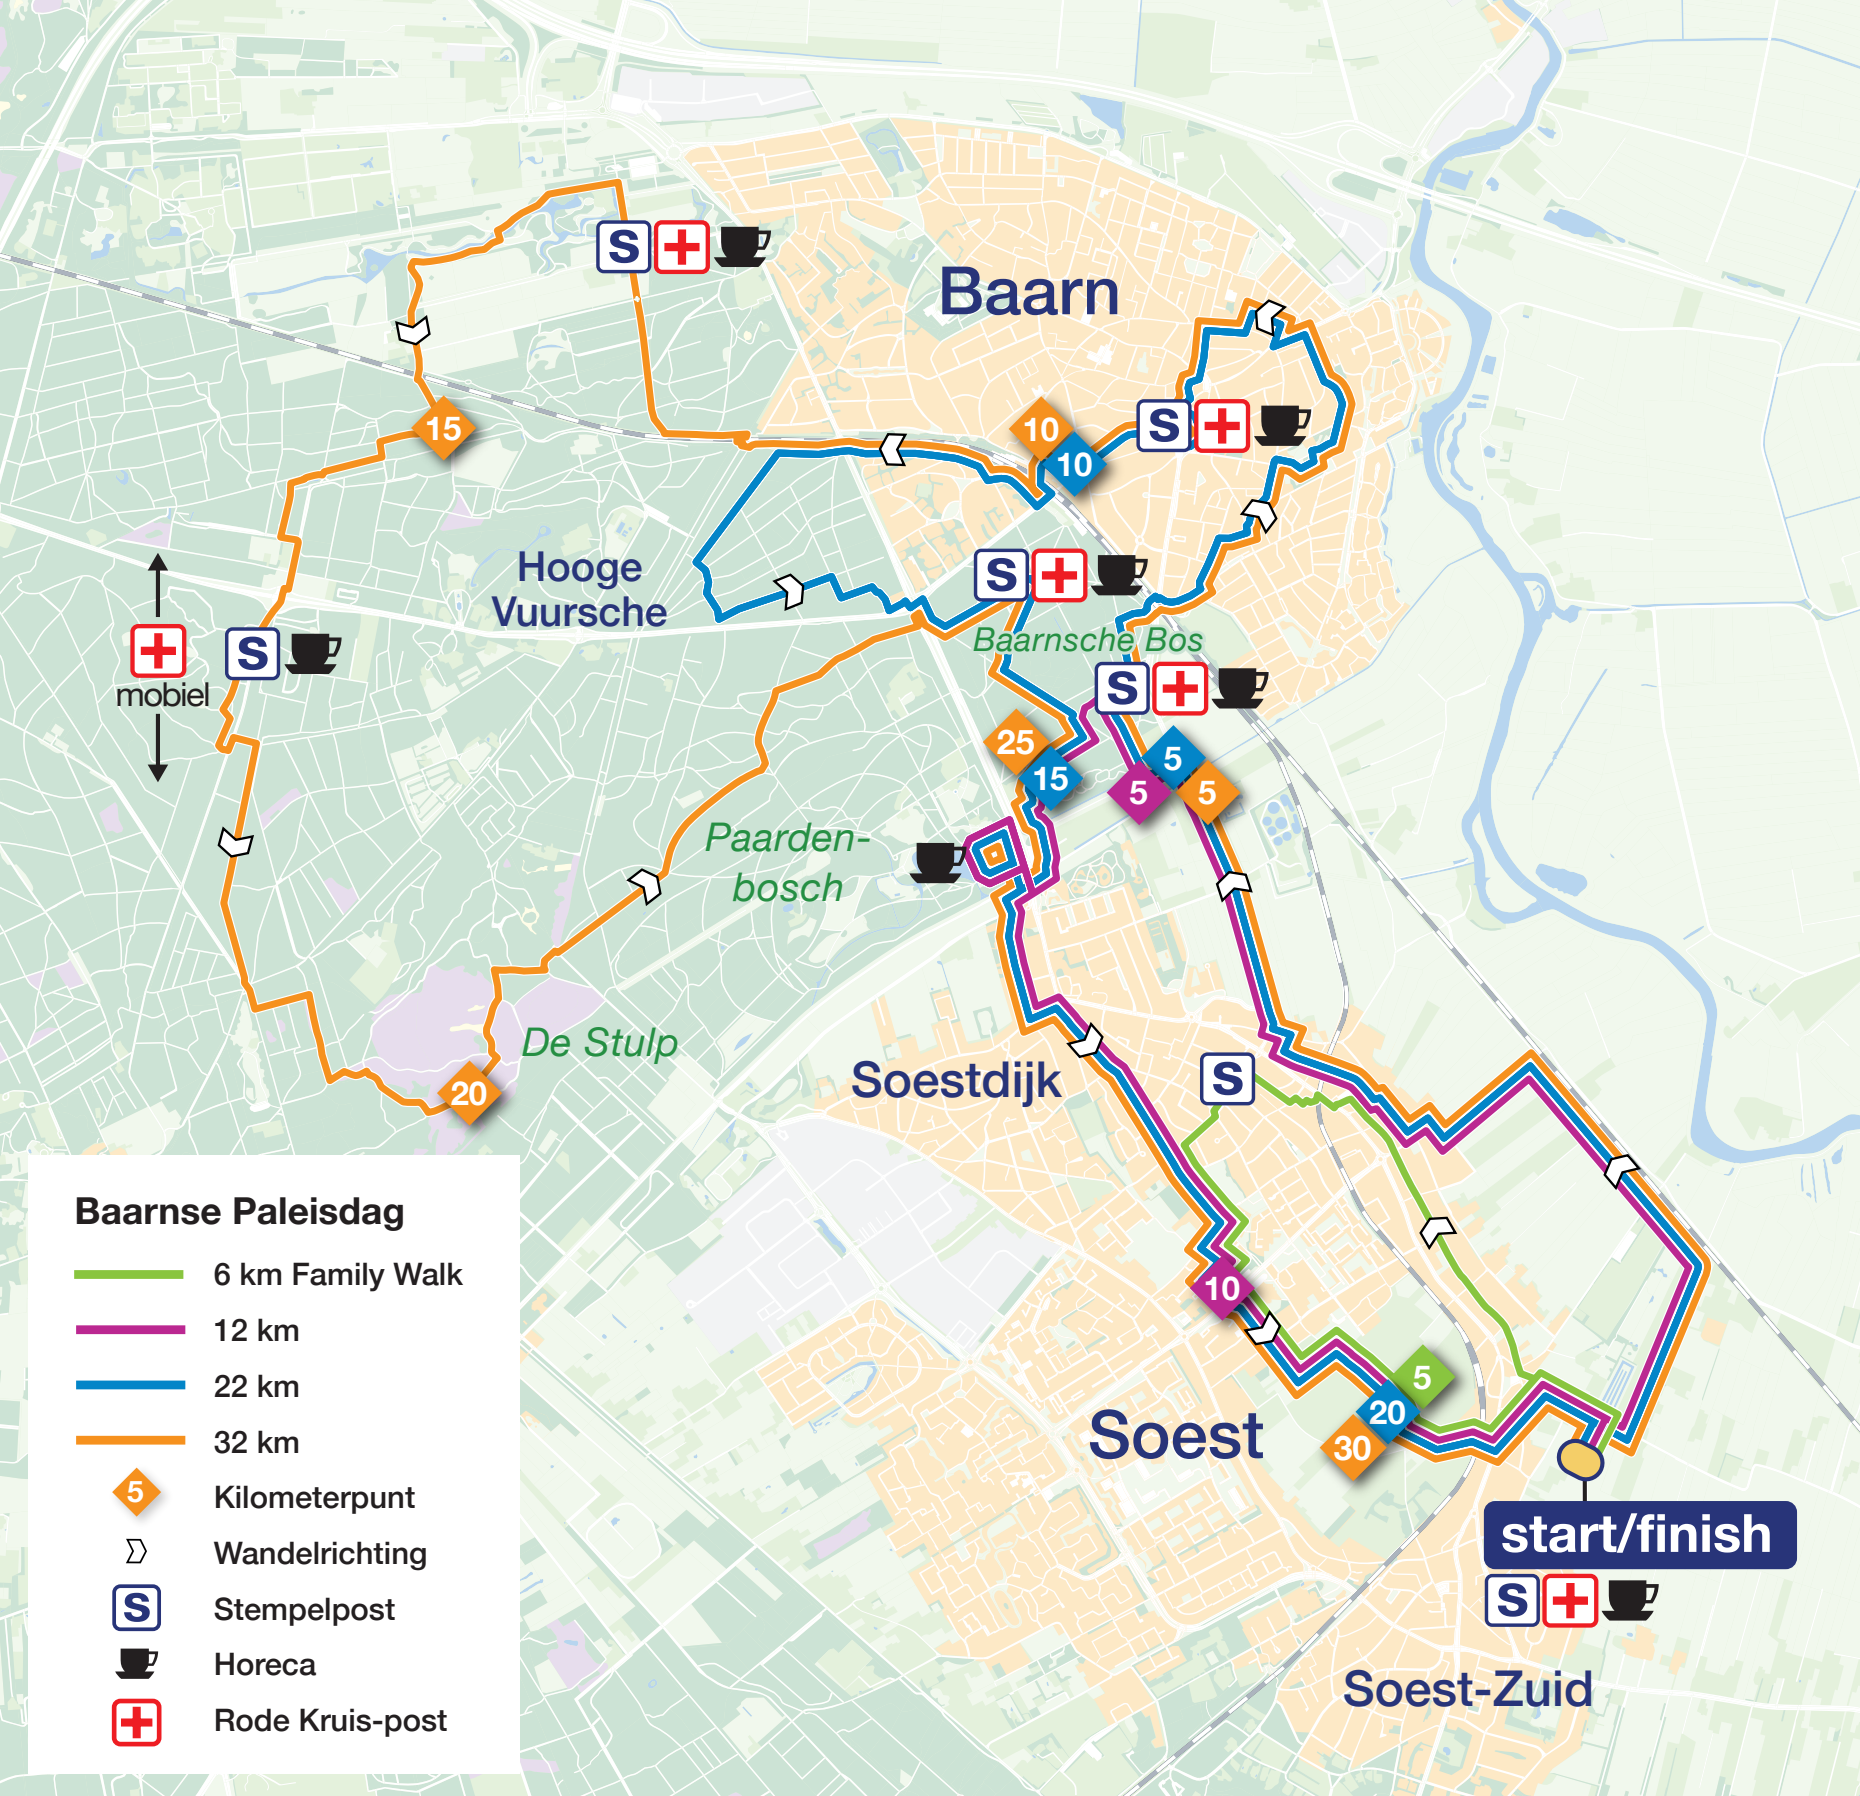 S
Baarn
10
S
15
10
Hooge
Vuursche
S
Baarnsche Bos
S
mobiel
S
25
5
15
5
5
Paarden-
bosch
De Stulp
Soestdijk
S
20
Baarnse Paleisdag
6 km Family Walk
12 km
22 km
32 km
5
Kilometerpunt
Wandelrichting
S
Stempelpost
Horeca
Rode Kruis-post
10
5
20
30
Soest
start/finish
S
Soest-Zuid